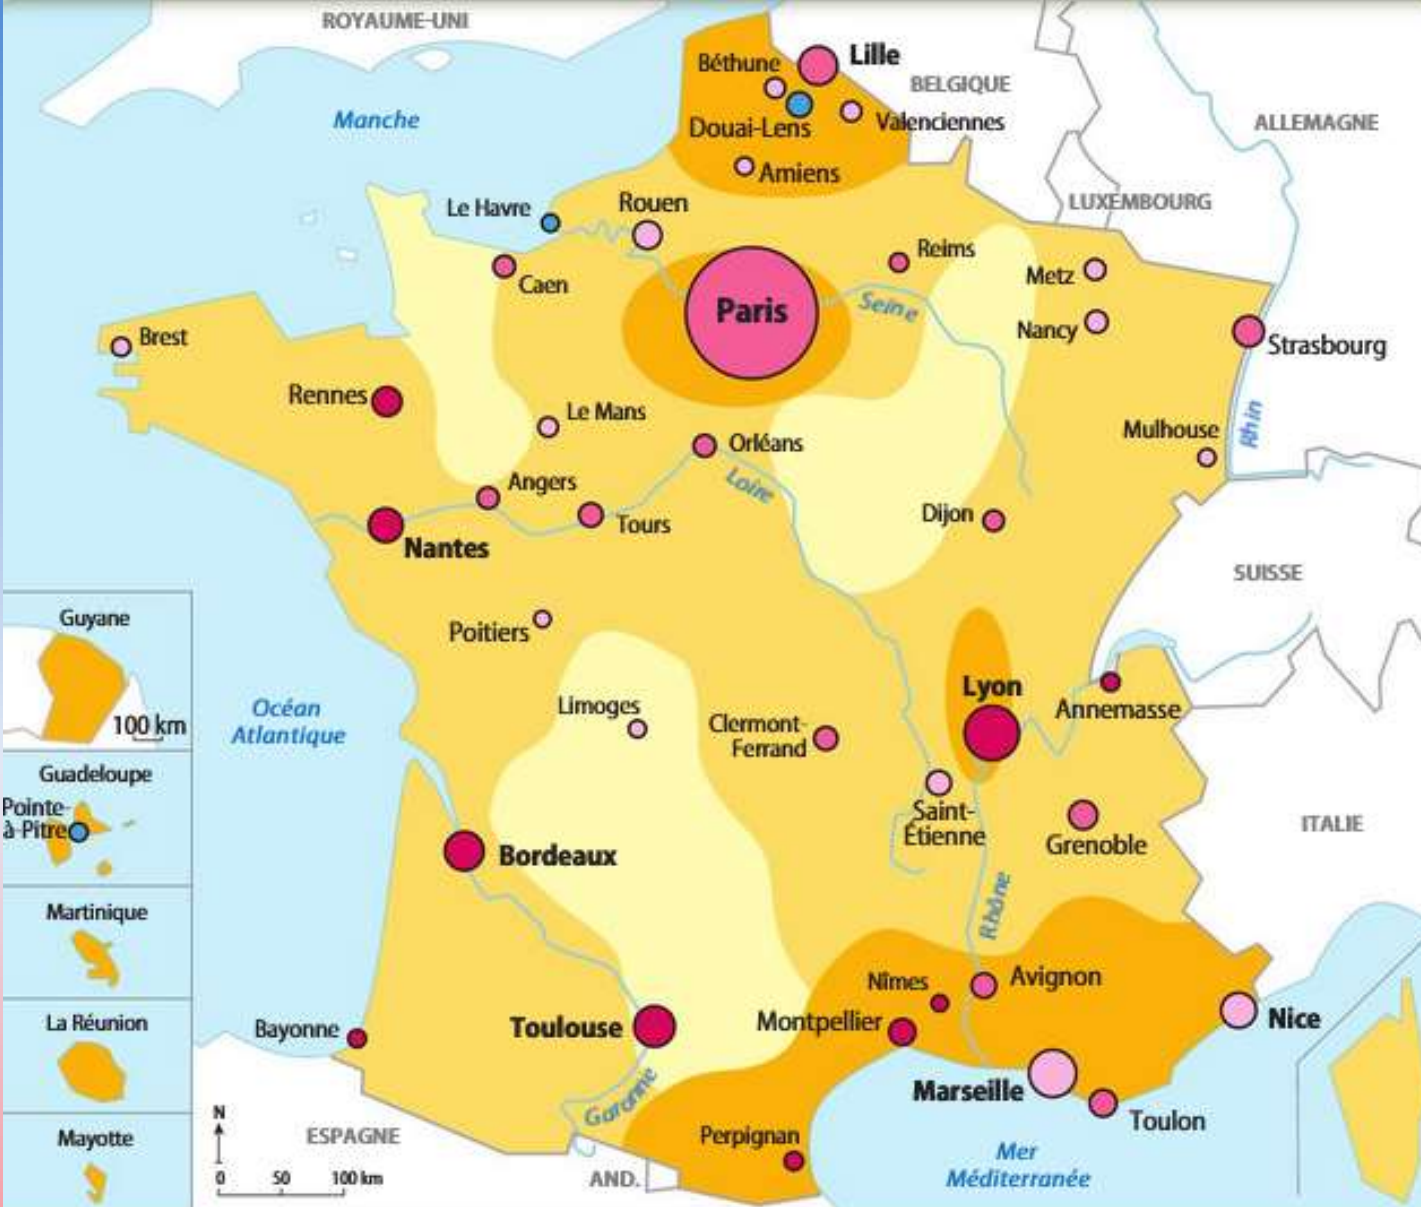 ROYAUME-UNI
Manche
Béthune
Lille
BELGIQUE
Douai-Lens
Valenciennes
ALLEMAGNE
Amiens
LUXEMBOURG
Le Havre
Rouen
Caen
Reims
Metz
Paris
Seine
Nancy
Brest
Strasbourg
Rennes
Le Mans
Orléans
Mulhouse
Rhin
Angers
Loire
Nantes
Tours
Dijon
SUISSE
Guyane
100 km
Poitiers
Océan
Atlantique
Limoges
Clermont-
Ferrand
Lyon
Annemasse
Guadeloupe
Pointe-
à-Pitre
Saint-
Étienne
Grenoble
ITALIE
Bordeaux
Rhône
Martinique
La Réunion
Bayonne
Toulouse
Nîmes
Avignon
Montpellier
Nice
Marseille
Toulon
Garonne
Mayotte
N
0 50 100 km
ESPAGNE
AND.
Perpignan
Mer
Méditerranée